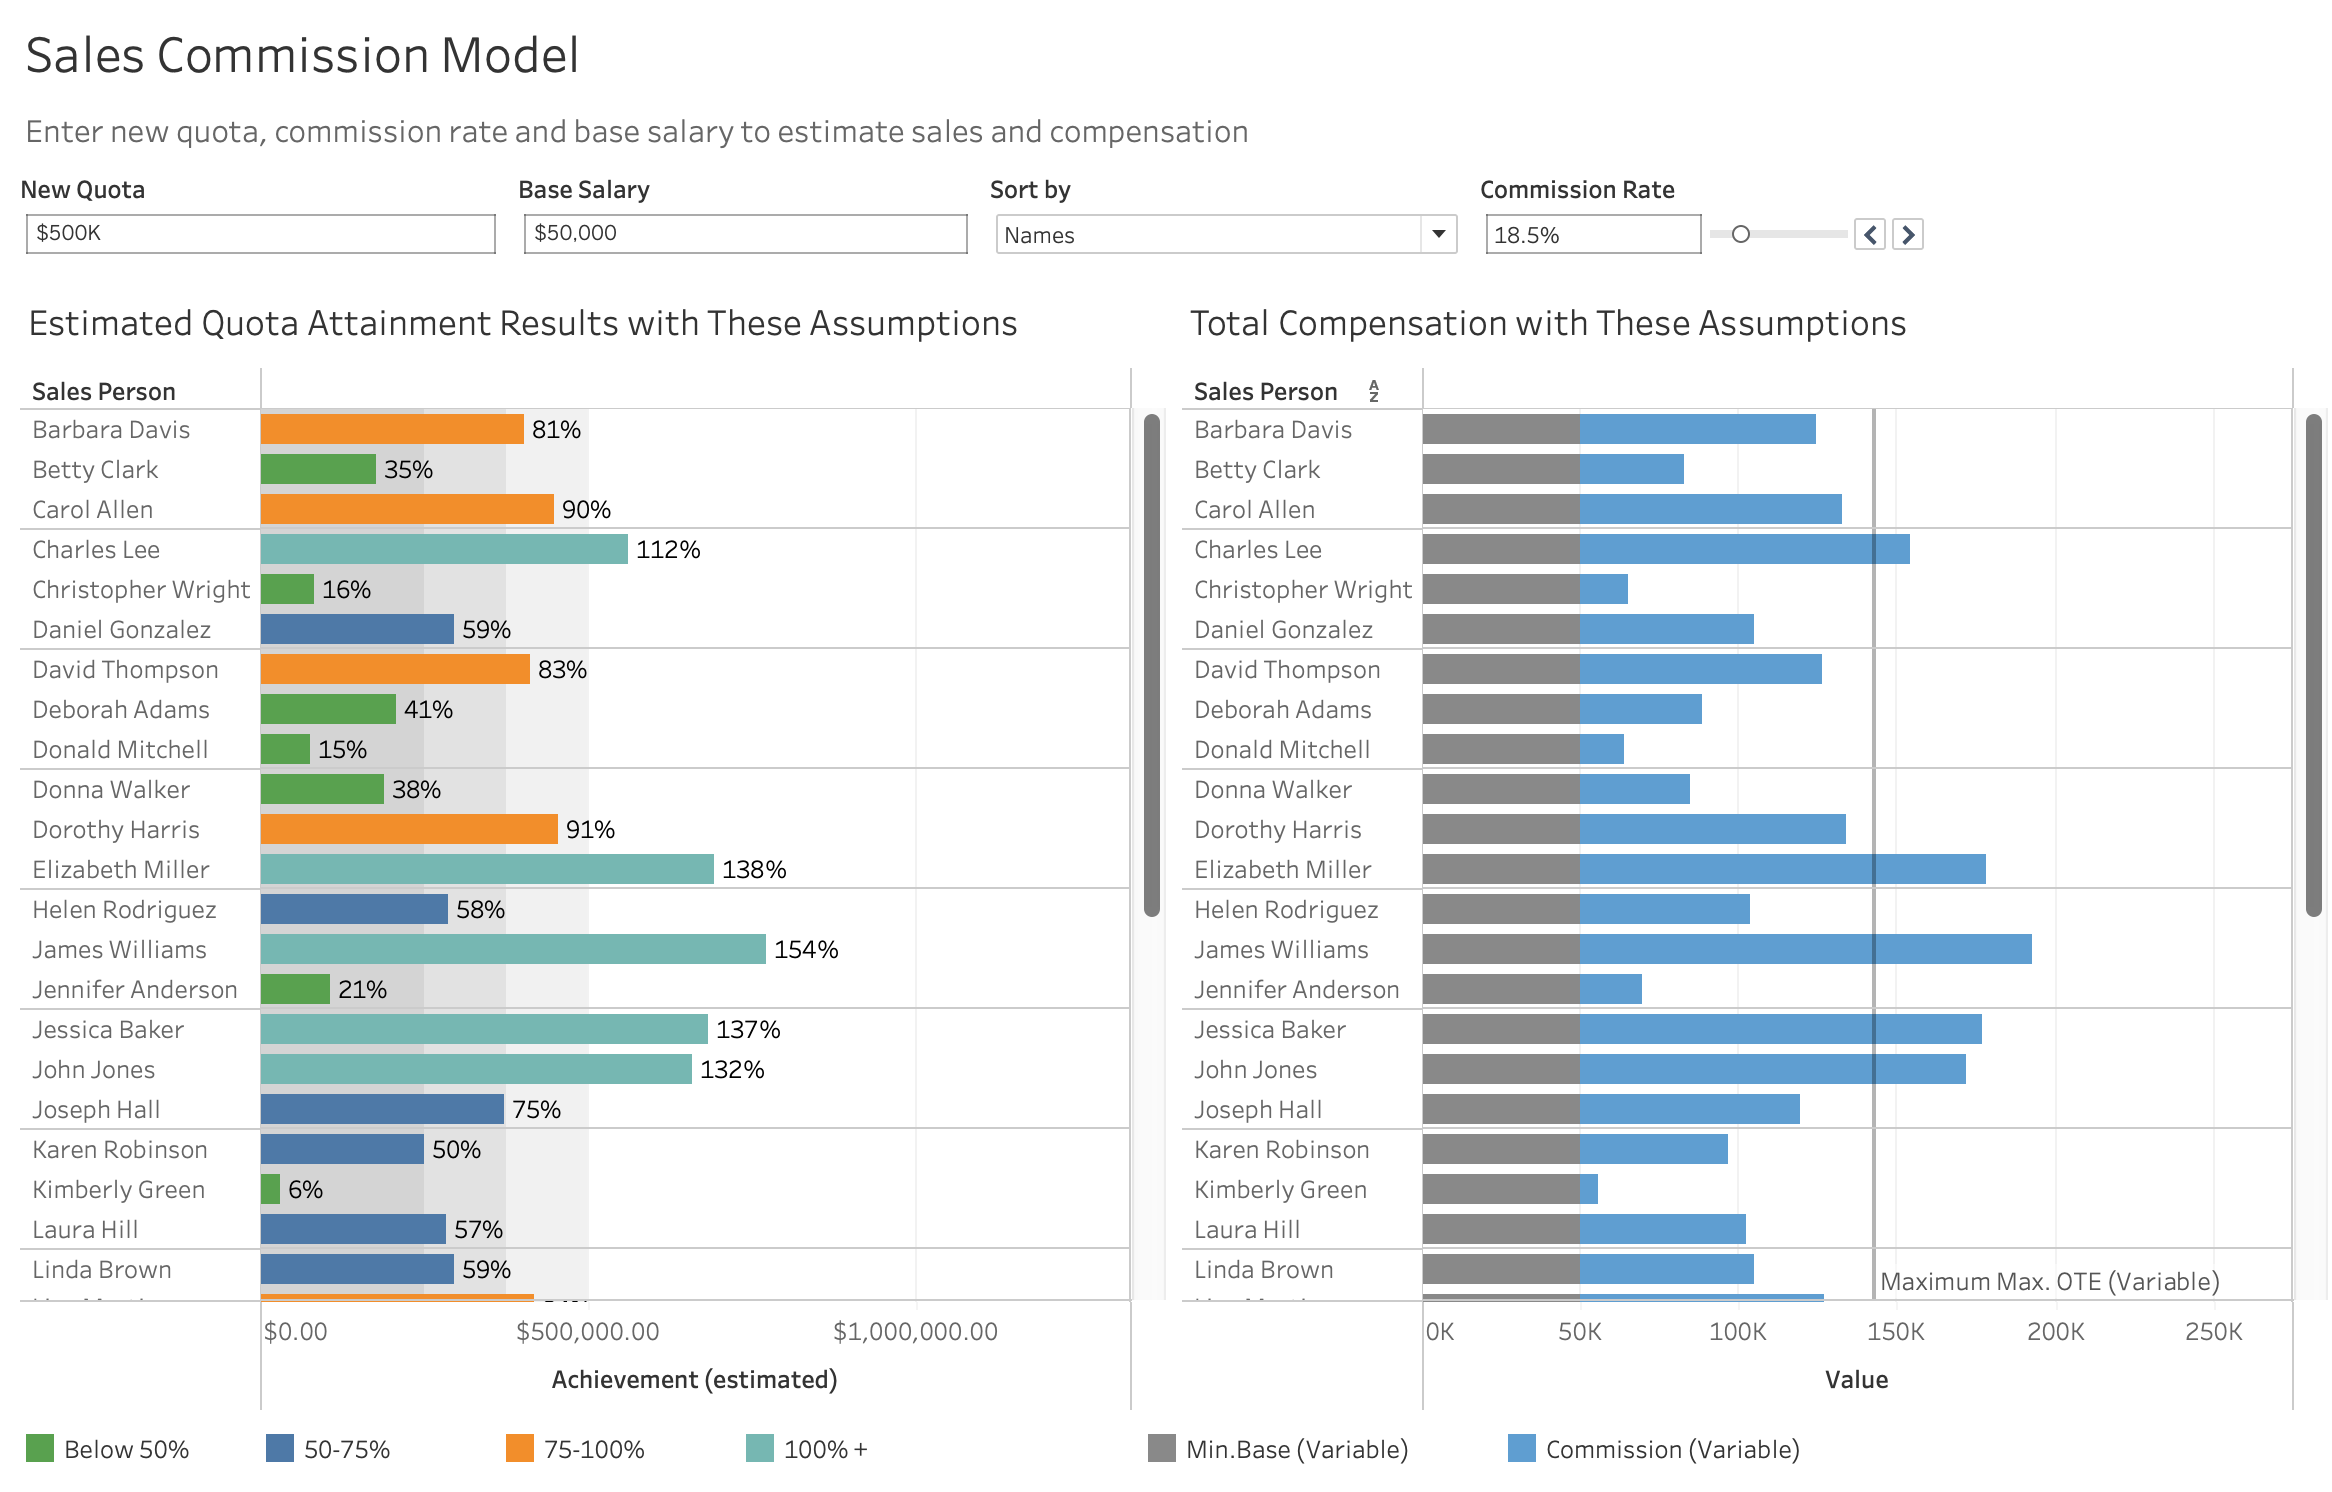 Sales Commission Model
Enter new quota, commission rate and base salary to estimate sales and compensation
New Quota
Base Salary
Sort by
Commission Rate
$500K
$50,000
Names
18.5%
Estimated Quota Attainment Results with These Assumptions
Sales Person
Barbara Davis 81%
Betty Clark 35%
Carol Allen 90%
Charles Lee 112%
Christopher Wright 16%
Daniel Gonzalez 59%
David Thompson 83%
Deborah Adams 41%
Donald Mitchell 15%
Donna Walker 38%
Dorothy Harris 91%
Elizabeth Miller 138%
Helen Rodriguez 58%
James Williams 154%
Jennifer Anderson 21%
Jessica Baker 137%
John Jones 132%
Joseph Hall 75%
Karen Robinson 50%
Kimberly Green 6%
Laura Hill 57%
Linda Brown 59%
$0.00 $500,000.00 $1,000,000.00
Achievement (estimated)
Below 50% 50-75% 75-100% 100% +
Total Compensation with These Assumptions
Sales Person A Z
Barbara Davis
Betty Clark
Carol Allen
Charles Lee
Christopher Wright
Daniel Gonzalez
David Thompson
Deborah Adams
Donald Mitchell
Donna Walker
Dorothy Harris
Elizabeth Miller
Helen Rodriguez
James Williams
Jennifer Anderson
Jessica Baker
John Jones
Joseph Hall
Karen Robinson
Kimberly Green
Laura Hill
Linda Brown
Maximum Max. OTE (Variable)
0K 50K 100K 150K 200K 250K
Value
Min.Base (Variable) Commission (Variable)